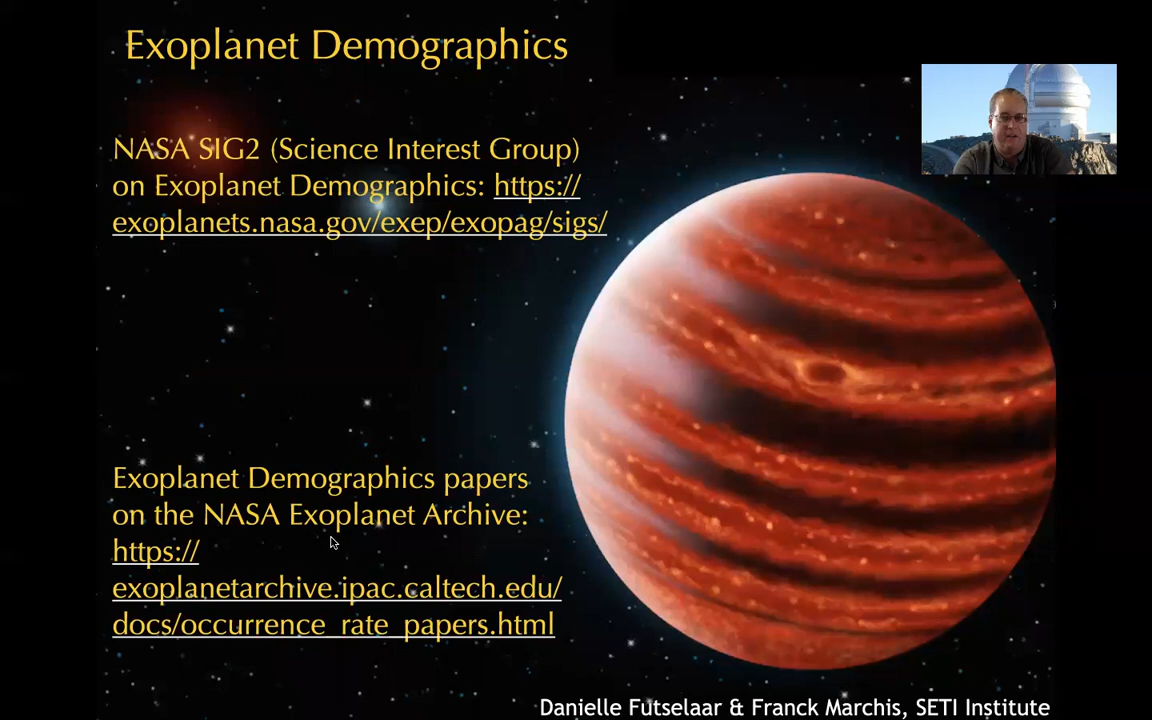 Exoplanet Demographics
NASA SIG2 (Science Interest Group)
on Exoplanet Demographics: https://
exoplanets.nasa.gov/exep/exopag/sigs/
Exoplanet Demographics papers
on the NASA Exoplanet Archive:
https://
exoplanetarchive.ipac.caltech.edu/
docs/occurrence_rate_papers.html
Danielle Futselaar & Franck Marchis, SETI Institute